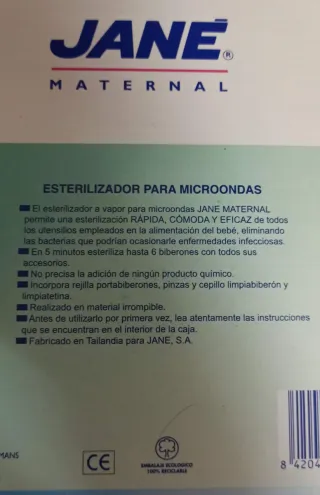 JANÉ®
MATERNAL
ESTERILIZADOR PARA MICROONDAS
El esterilizador a vapor para microondas JANE MATERNAL
permite una esterilización RÁPIDA, CÓMODA Y EFICAZ de todos
los utensilios empleados en la alimentación del bebé, eliminando
las bacterias que podrían ocasionarle enfermedades infecciosas.
En 5 minutos esteriliza hasta 6 biberones con todos sus
accesorios.
No precisa la adición de ningún producto químico.
Incorpora rejilla portabiberones, pinzas y cepillo limpiabiberón y
limpiatetina.
Realizado en material irrompible.
Antes de utilizarlo por primera vez, lea atentamente las instrucciones
que se encuentran en el interior de la caja.
Fabricado en Tailandia para JANE, S.A.
MANS
CE
EMBALAJE ECOLOGICO
100% RECICLABLE
8 4204